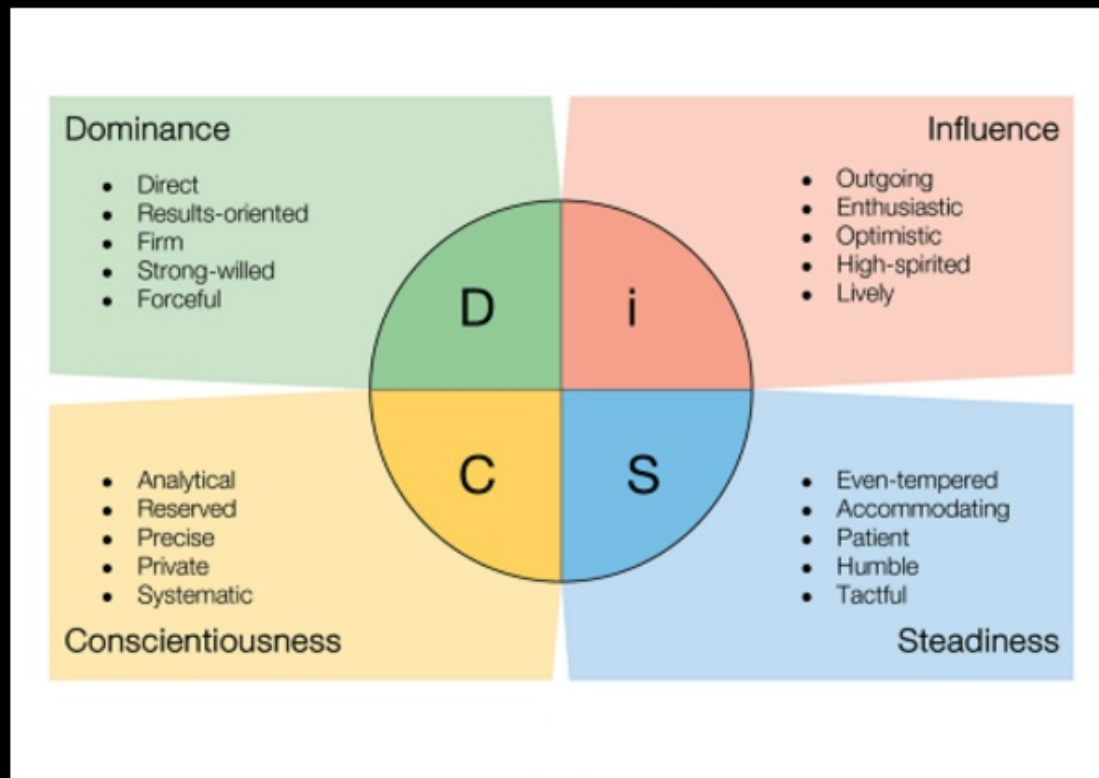 Dominance
• Direct
• Results-oriented
• Firm
• Strong-willed
• Forceful
Influence
• Outgoing
• Enthusiastic
• Optimistic
• High-spirited
• Lively
D
i
C
S
• Analytical
• Reserved
• Precise
• Private
• Systematic
Conscientiousness
• Even-tempered
• Accommodating
• Patient
• Humble
• Tactful
Steadiness